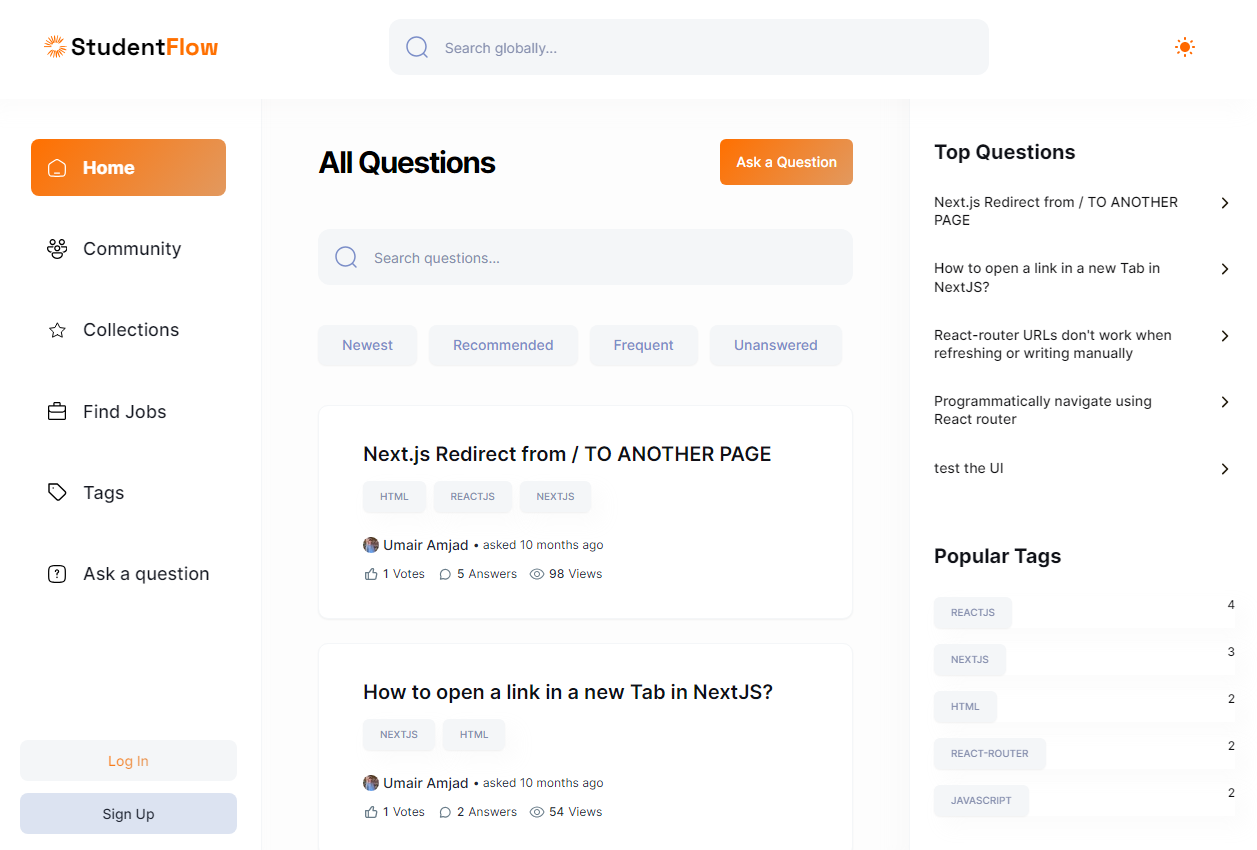 StudentFlow
Search globally...
Home
Community
Collections
Find Jobs
Tags
Ask a question
Log In
Sign Up
All Questions
Ask a Question
Search questions...
Newest Recommended Frequent Unanswered
Next.js Redirect from / TO ANOTHER PAGE
HTML REACTJS NEXTJS
Umair Amjad • asked 10 months ago
1 Votes 5 Answers 98 Views
How to open a link in a new Tab in NextJS?
NEXTJS HTML
Umair Amjad • asked 10 months ago
1 Votes 2 Answers 54 Views
Top Questions
Next.js Redirect from / TO ANOTHER
PAGE
How to open a link in a new Tab in
NextJS?
React-router URLs don't work when
refreshing or writing manually
Programmatically navigate using
React router
test the UI
Popular Tags
REACTJS 4
NEXTJS 3
HTML 2
REACT-ROUTER 2
JAVASCRIPT 2